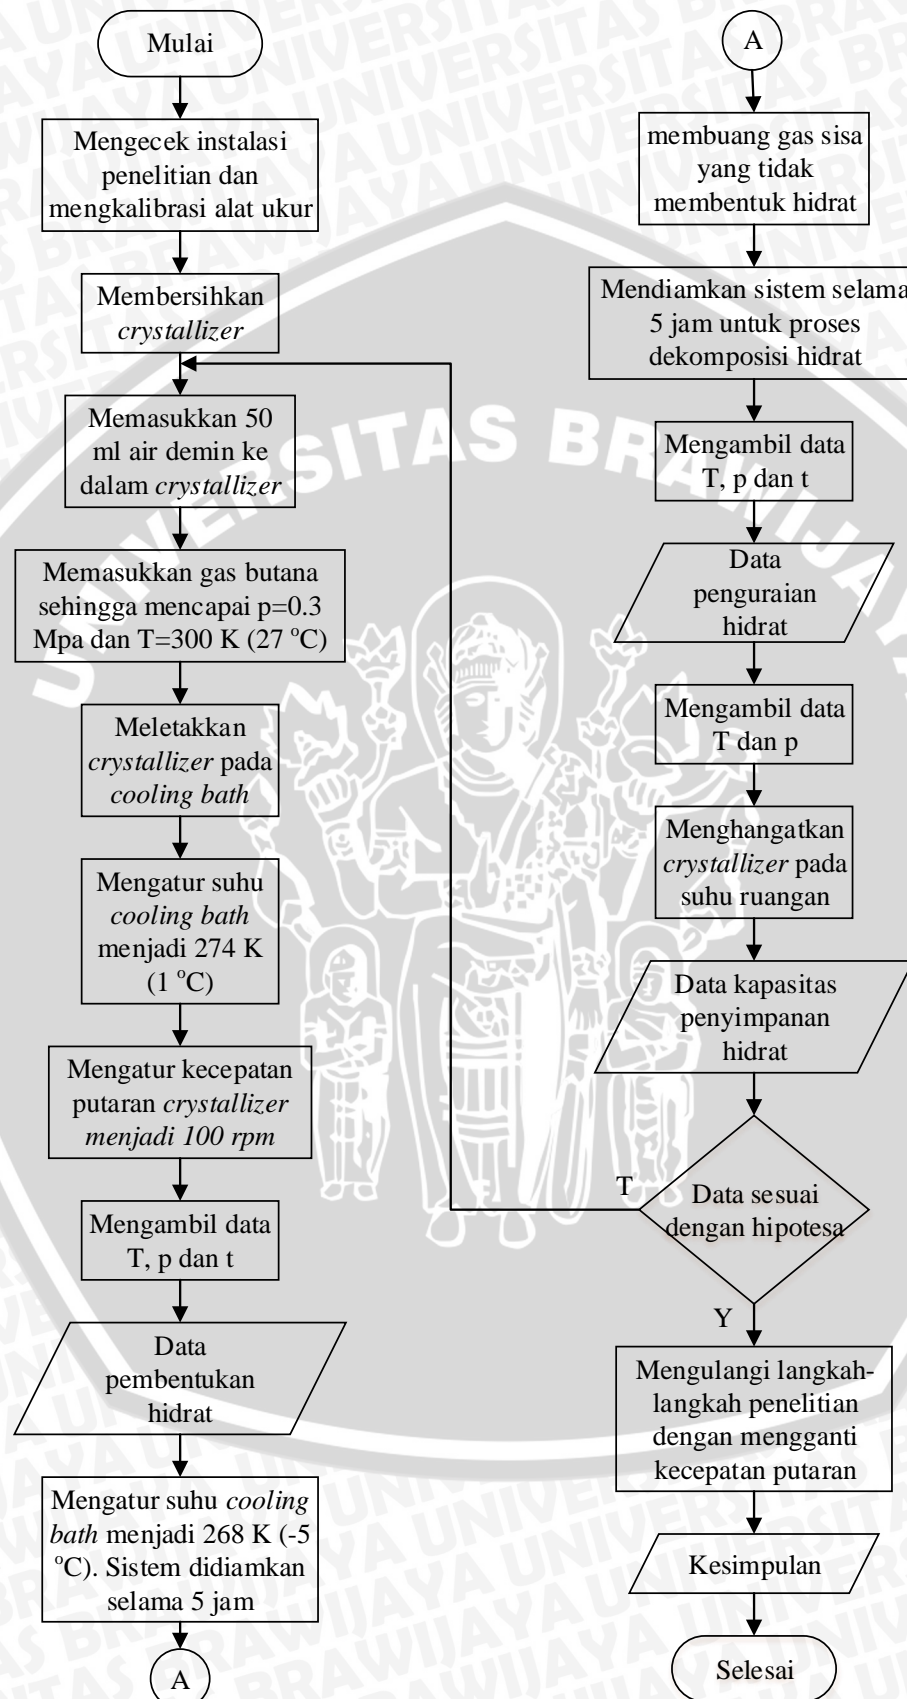 Mulai
Mengecek instalasi
penelitian dan
mengkalibrasi alat ukur
Membersihkan
crystallizer
Memasukkan 50
ml air demin ke
dalam crystallizer
Memasukkan gas butana
sehingga mencapai p=0.3
Mpa dan T=300 K (27 °C)
Meletakkan
crystallizer pada
cooling bath
Mengatur suhu
cooling bath
menjadi 274 K
(1 °C)
Mengatur kecepatan
putaran crystallizer
menjadi 100 rpm
Mengambil data
T, p dan t
Data
pembentukan
hidrat
Mengatur suhu cooling
bath menjadi 268 K (-5
°C). Sistem didiamkan
selama 5 jam
A
A
membuang gas sisa
yang tidak
membentuk hidrat
Mendiamkan sistem selama
5 jam untuk proses
dekomposisi hidrat
Mengambil data
T, p dan t
Data
penguraian
hidrat
Mengambil data
T dan p
Menghangatkan
crystallizer pada
suhu ruangan
Data kapasitas
penyimpanan
hidrat
T
Data sesuai
dengan hipotesa
Y
Mengulangi langkah-
langkah penelitian
dengan mengganti
kecepatan putaran
Kesimpulan
Selesai
UNIVERSITAS BRAWIJAYA